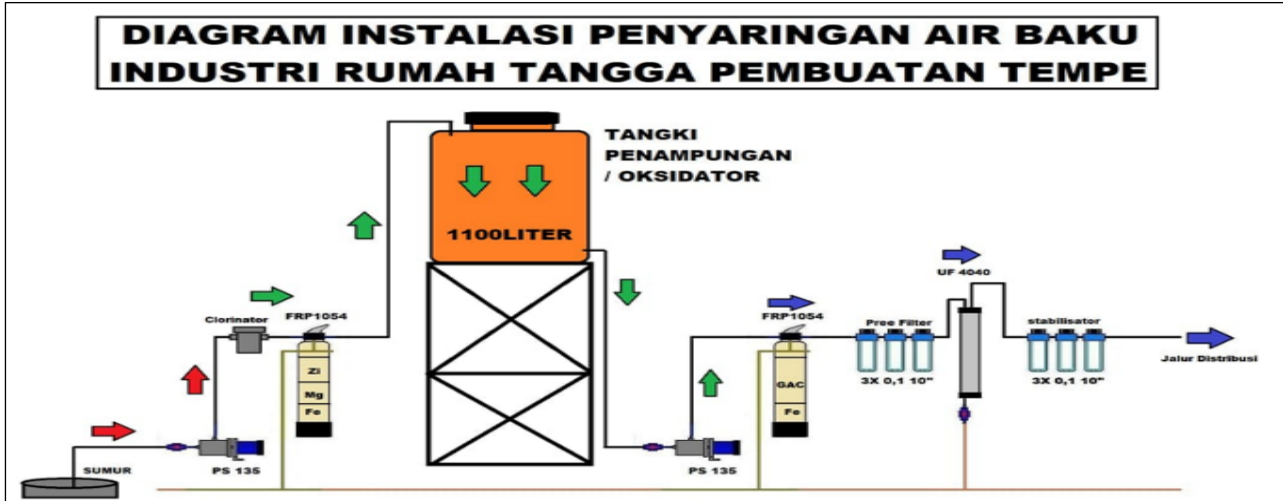 DIAGRAM INSTALASI PENYARINGAN AIR BAKU
INDUSTRI RUMAH TANGGA PEMBUATAN TEMPE
TANGKI
PENAMPUNGAN
/ OKSIDATOR
1100LITER
Clorinator
FRP1054
Zi
Mg
Fe
SUMUR
PS 135
PS 135
FRP1054
GAC
Fe
Pree Filter
3X 0,1 10"
UF 4040
stabilisator
3X 0,1 10"
Jalur Distribusi